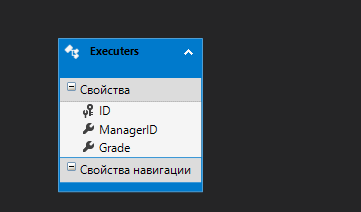 Executers
Свойства
ID
ManagerID
Grade
Свойства навигации